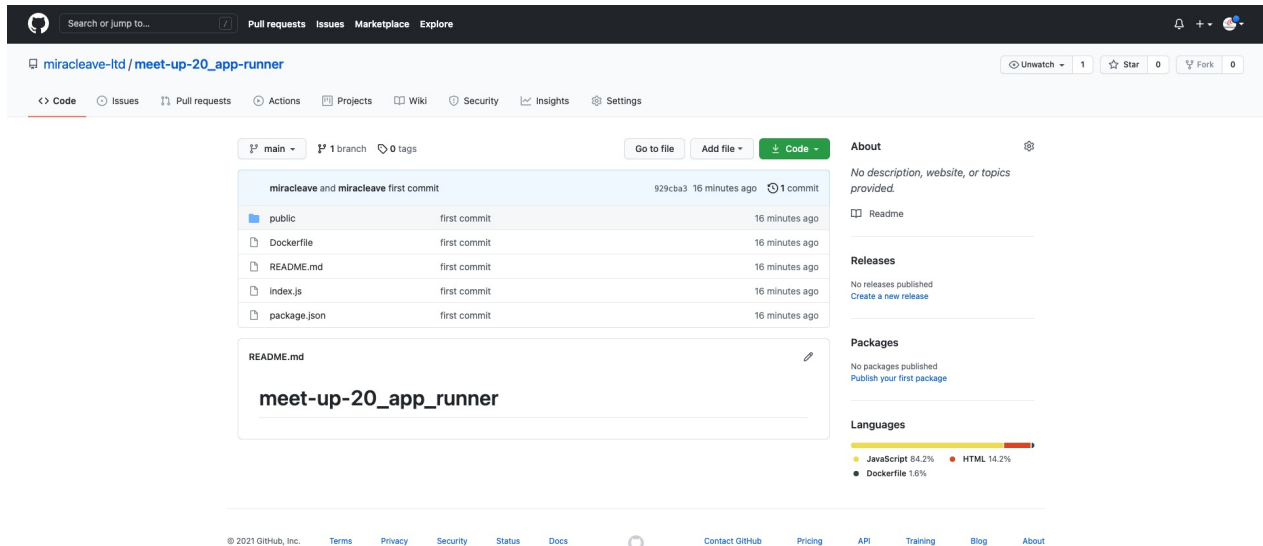 Search or jump to... / Pull requests Issues Marketplace Explore
miracleave-ltd / meet-up-20_app-runner
Unwatch 1 Star 0 Fork 0
<> Code Issues Pull requests Actions Projects Wiki Security Insights Settings
main 1 branch 0 tags
Go to file Add file Code
miracleave and miracleave first commit 929cba3 16 minutes ago 1 commit
public first commit 16 minutes ago
Dockerfile first commit 16 minutes ago
README.md first commit 16 minutes ago
index.js first commit 16 minutes ago
package.json first commit 16 minutes ago
README.md
meet-up-20_app_runner
About
No description, website, or topics
provided.
Readme
Releases
No releases published
Create a new release
Packages
No packages published
Publish your first package
Languages
JavaScript 84.2% HTML 14.2%
Dockerfile 1.6%
© 2021 GitHub, Inc. Terms Privacy Security Status Docs Contact GitHub Pricing API Training Blog About